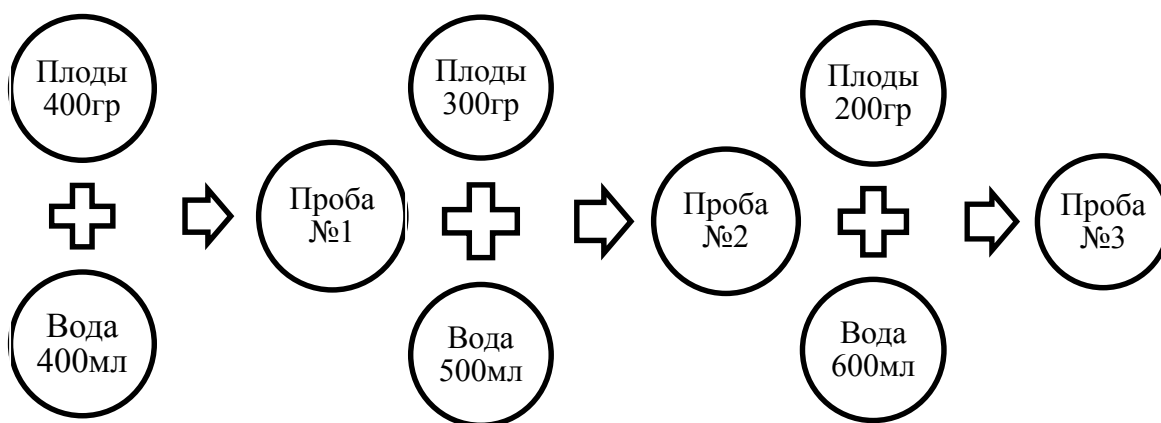 Плоды
400гр
Вода
400мл
Проба
№1
Плоды
300гр
Вода
500мл
Проба
№2
Плоды
200гр
Вода
600мл
Проба
№3